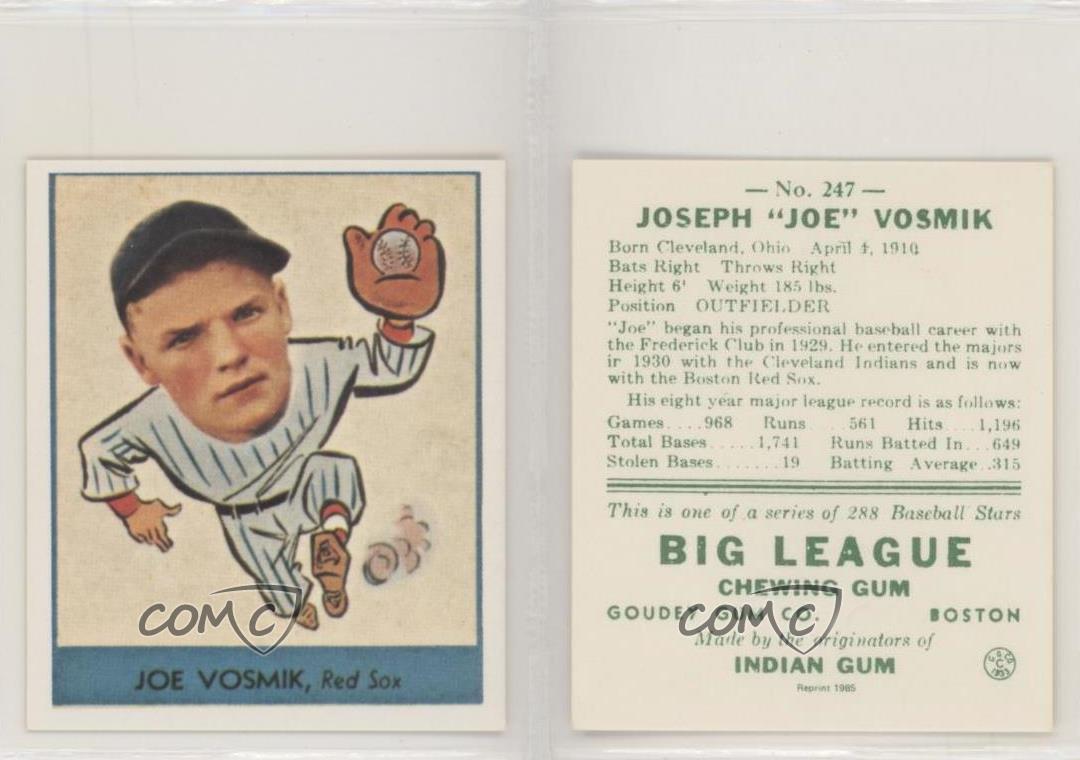 JOE VOSMIK, Red Sox
COMC
— No. 247 —
JOSEPH "JOE" VOSMIK
Born Cleveland, Ohio April 4, 1910
Bats Right Throws Right
Height 6' Weight 185 lbs.
Position OUTFIELDER
"Joe" began his professional baseball career with
the Frederick Club in 1929. He entered the majors
in 1930 with the Cleveland Indians and is now
with the Boston Red Sox.
His eight year major league record is as follows:
Games....968 Runs....561 Hits....1,196
Total Bases.....1,741 Runs Batted In...649
Stolen Bases.......19 Batting Average..315
This is one of a series of 288 Baseball Stars
BIG LEAGUE
CHEWING GUM
GOUDEY GUM CO. BOSTON
COMC
Made by the originators of
INDIAN GUM
Reprint 1985